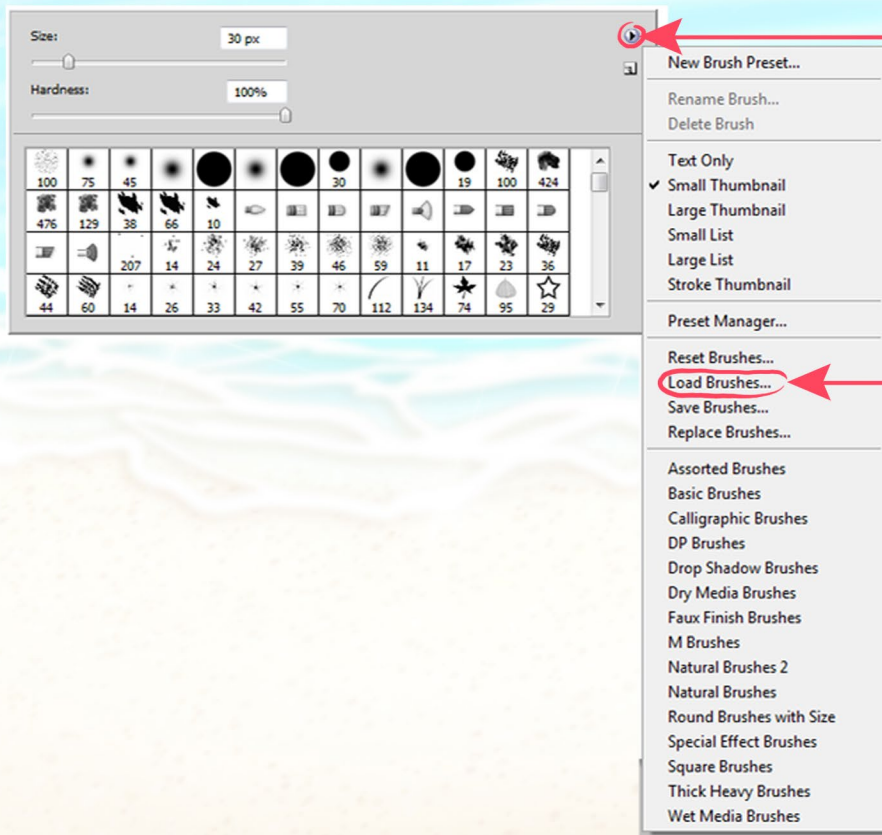 Size:
30 px
Hardness:
100%
100 75 45 30 19 100 424
476 129 38 66 10
207 14 24 27 39 46 59 11 17 23 36
44 60 14 26 33 42 55 70 112 134 74 95 29
New Brush Preset...
Rename Brush...
Delete Brush
Text Only
Small Thumbnail
Large Thumbnail
Small List
Large List
Stroke Thumbnail
Preset Manager...
Reset Brushes...
Load Brushes...
Save Brushes...
Replace Brushes...
Assorted Brushes
Basic Brushes
Calligraphic Brushes
DP Brushes
Drop Shadow Brushes
Dry Media Brushes
Faux Finish Brushes
M Brushes
Natural Brushes 2
Natural Brushes
Round Brushes with Size
Special Effect Brushes
Square Brushes
Thick Heavy Brushes
Wet Media Brushes